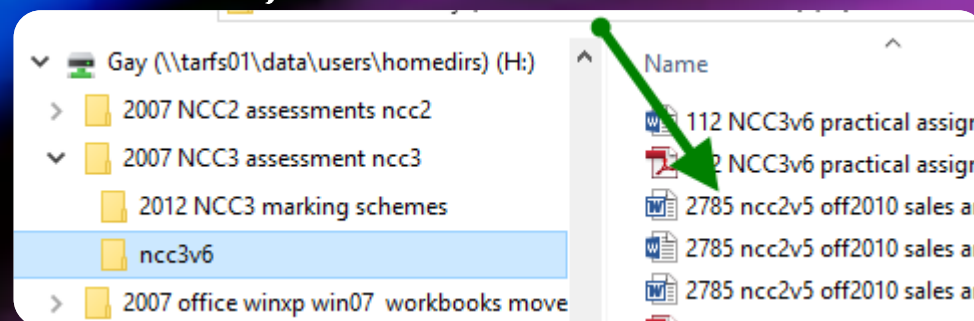 Gay (\\tarfs01\data\users\homedirs) (H:)
2007 NCC2 assessments ncc2
2007 NCC3 assessment ncc3
2012 NCC3 marking schemes
ncc3v6
2007 office winxp win07 workbooks move
Name
112 NCC3v6 practical
2 NCC3v6 practical
2785 ncc2v5 off2010 sales
2785 ncc2v5 off2010 sales
2785 ncc2v5 off2010 sales